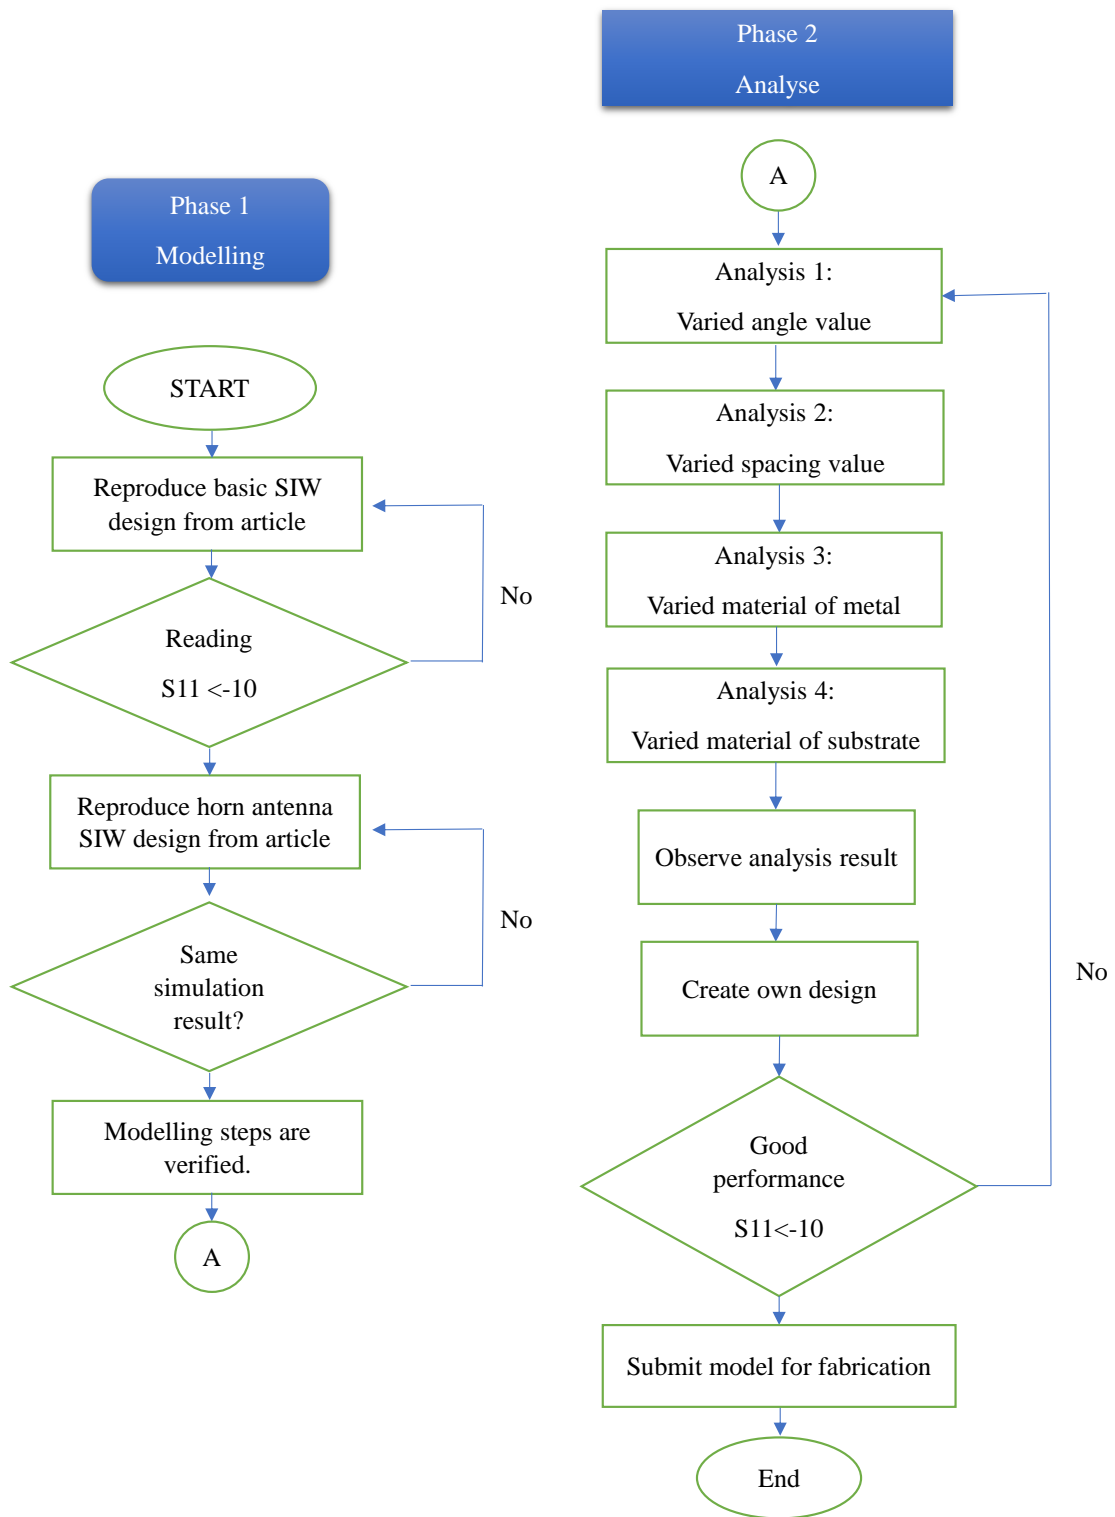 Phase 1
Modelling
START
Reproduce basic SIW
design from article
Reading
S11 <-10
No
Reproduce horn antenna
SIW design from article
Same
simulation
result?
No
Modelling steps are
verified.
A
Phase 2
Analyse
A
Analysis 1:
Varied angle value
Analysis 2:
Varied spacing value
Analysis 3:
Varied material of metal
Analysis 4:
Varied material of substrate
Observe analysis result
Create own design
No
Good
performance
S11<-10
Submit model for fabrication
End